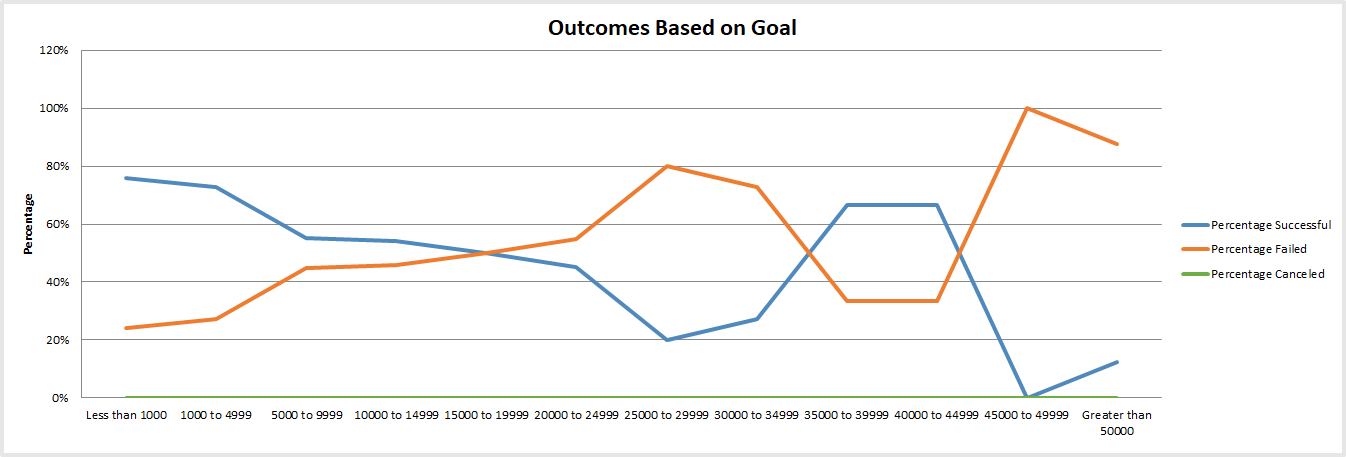 Outcomes Based on Goal
120%
100%
80%
60%
40%
20%
0%
Percentage
Less than 1000
1000 to 4999
5000 to 9999
10000 to 14999
15000 to 19999
20000 to 24999
25000 to 29999
30000 to 34999
35000 to 39999
40000 to 44999
45000 to 49999
Greater than
50000
Percentage Successful
Percentage Failed
Percentage Canceled